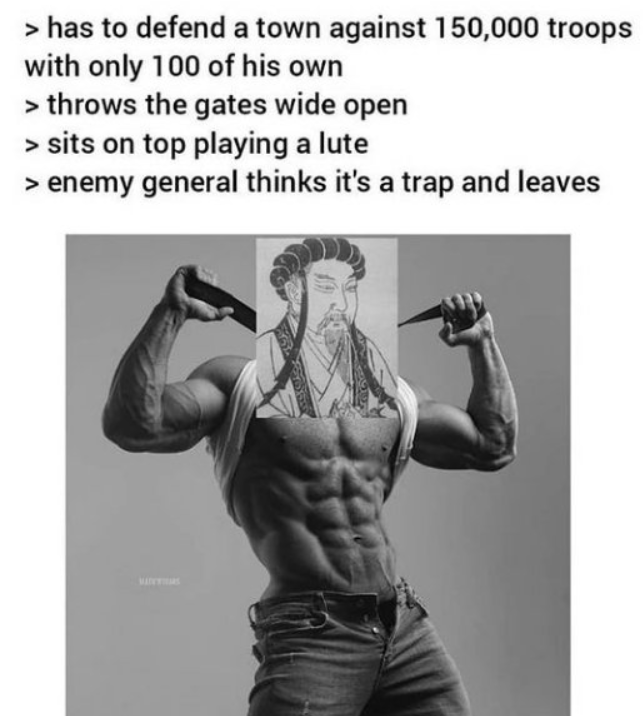 > has to defend a town against 150,000 troops
with only 100 of his own
> throws the gates wide open
> sits on top playing a lute
> enemy general thinks it's a trap and leaves